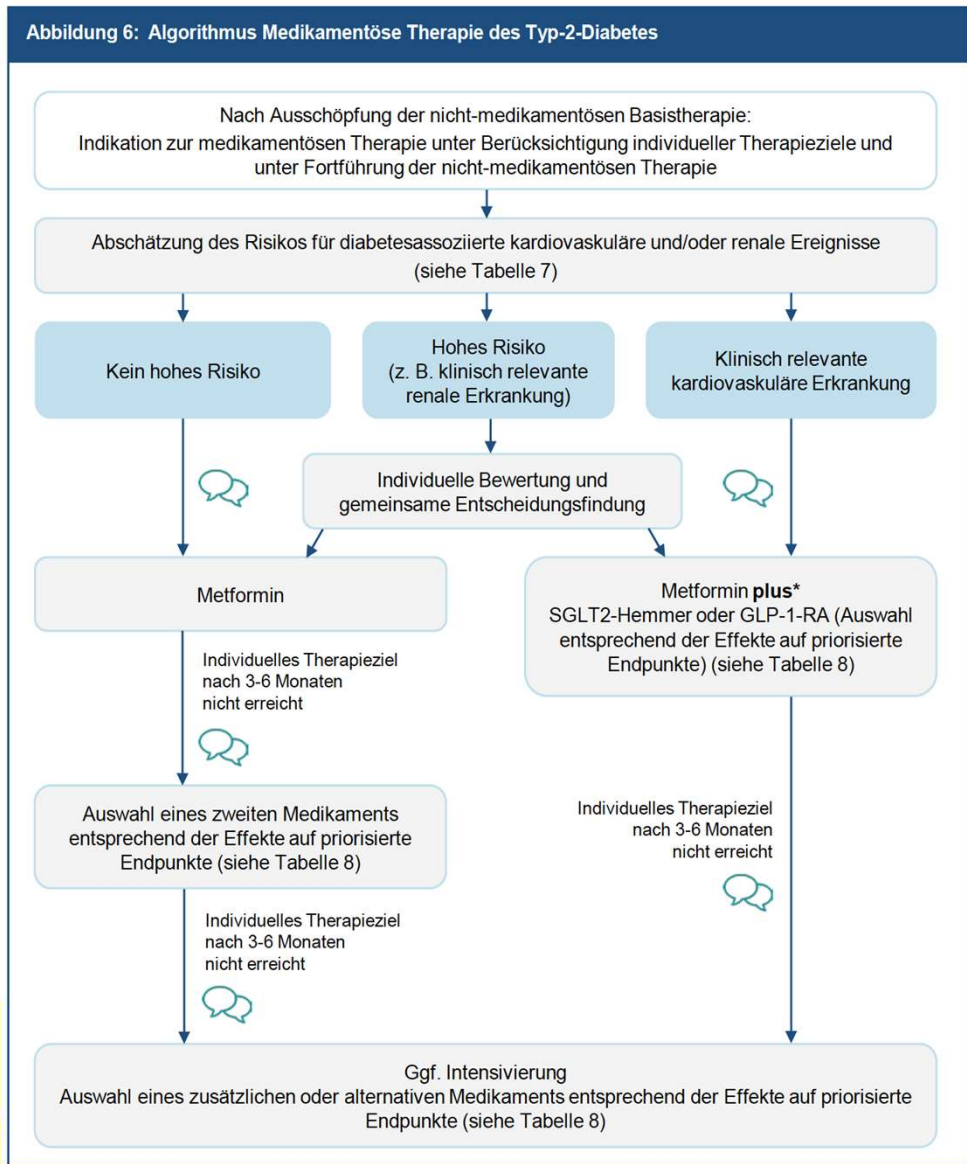 Abbildung 6: Algorithmus Medikamentöse Therapie des Typ-2-Diabetes
Nach Ausschöpfung der nicht-medikamentösen Basistherapie:
Indikation zur medikamentösen Therapie unter Berücksichtigung individueller Therapieziele und
unter Fortführung der nicht-medikamentösen Therapie
Abschätzung des Risikos für diabetesassoziierte kardiovaskuläre und/oder renale Ereignisse
(siehe Tabelle 7)
Kein hohes Risiko
Hohes Risiko
(z. B. klinisch relevante
renale Erkrankung)
Klinisch relevante
kardiovaskuläre Erkrankung
Individuelle Bewertung und
gemeinsame Entscheidungsfindung
Metformin
Metformin plus*
SGLT2-Hemmer oder GLP-1-RA (Auswahl
entsprechend der Effekte auf priorisierte
Endpunkte) (siehe Tabelle 8)
Individuelles Therapieziel
nach 3-6 Monaten
nicht erreicht
Auswahl eines zweiten Medikaments
entsprechend der Effekte auf priorisierte
Endpunkte (siehe Tabelle 8)
Individuelles Therapieziel
nach 3-6 Monaten
nicht erreicht
Individuelles Therapieziel
nach 3-6 Monaten
nicht erreicht
Ggf. Intensivierung
Auswahl eines zusätzlichen oder alternativen Medikaments entsprechend der Effekte auf priorisierte
Endpunkte (siehe Tabelle 8)